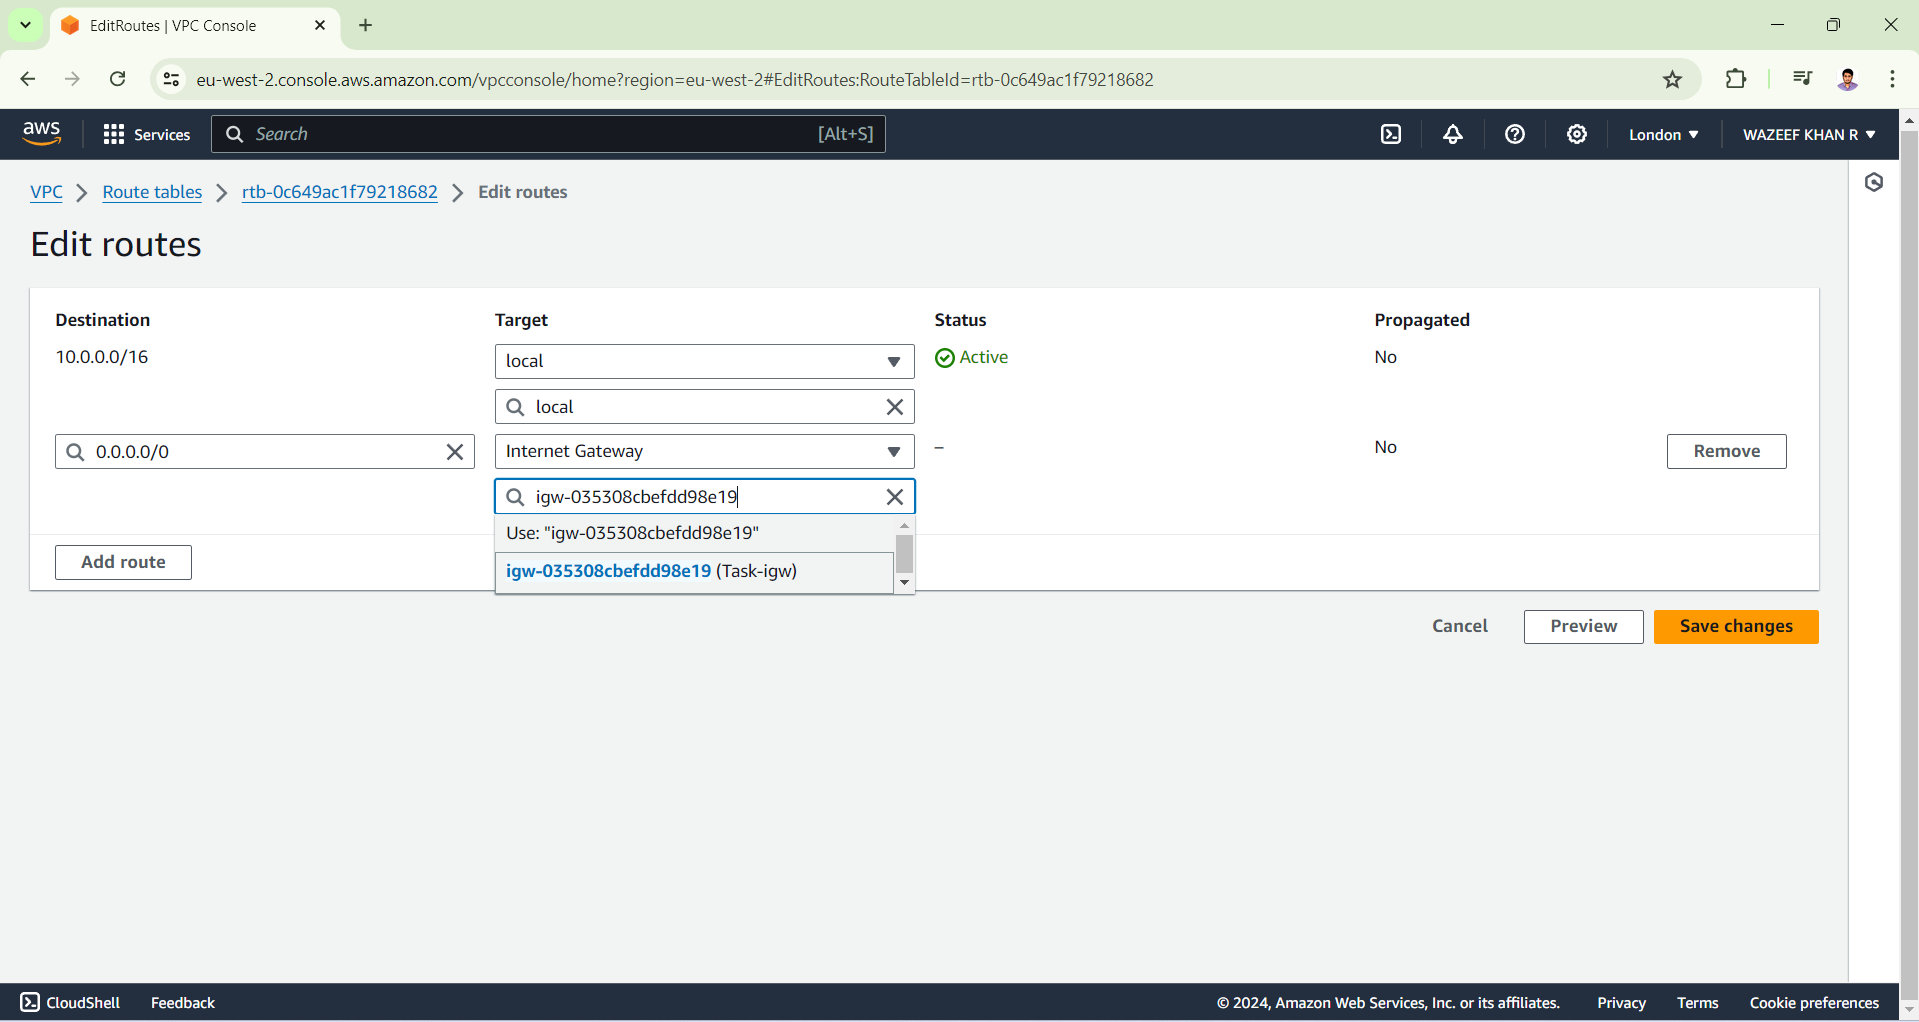 EditRoutes | VPC Console
eu-west-2.console.aws.amazon.com/vpcconsole/home?region=eu-west-2#EditRoutes:RouteTableId=rtb-0c649ac1f79218682
aws Services Search [Alt+S] London WAZEEF KHAN R
VPC Route tables rtb-0c649ac1f79218682 Edit routes
Edit routes
Destination Target Status Propagated
10.0.0.0/16 local Active No
local
0.0.0.0/0 Internet Gateway – No Remove
igw-035308cbefdd98e19
Use: "igw-035308cbefdd98e19"
igw-035308cbefdd98e19 (Task-igw)
Add route
Cancel Preview Save changes
CloudShell Feedback © 2024, Amazon Web Services, Inc. or its affiliates. Privacy Terms Cookie preferences